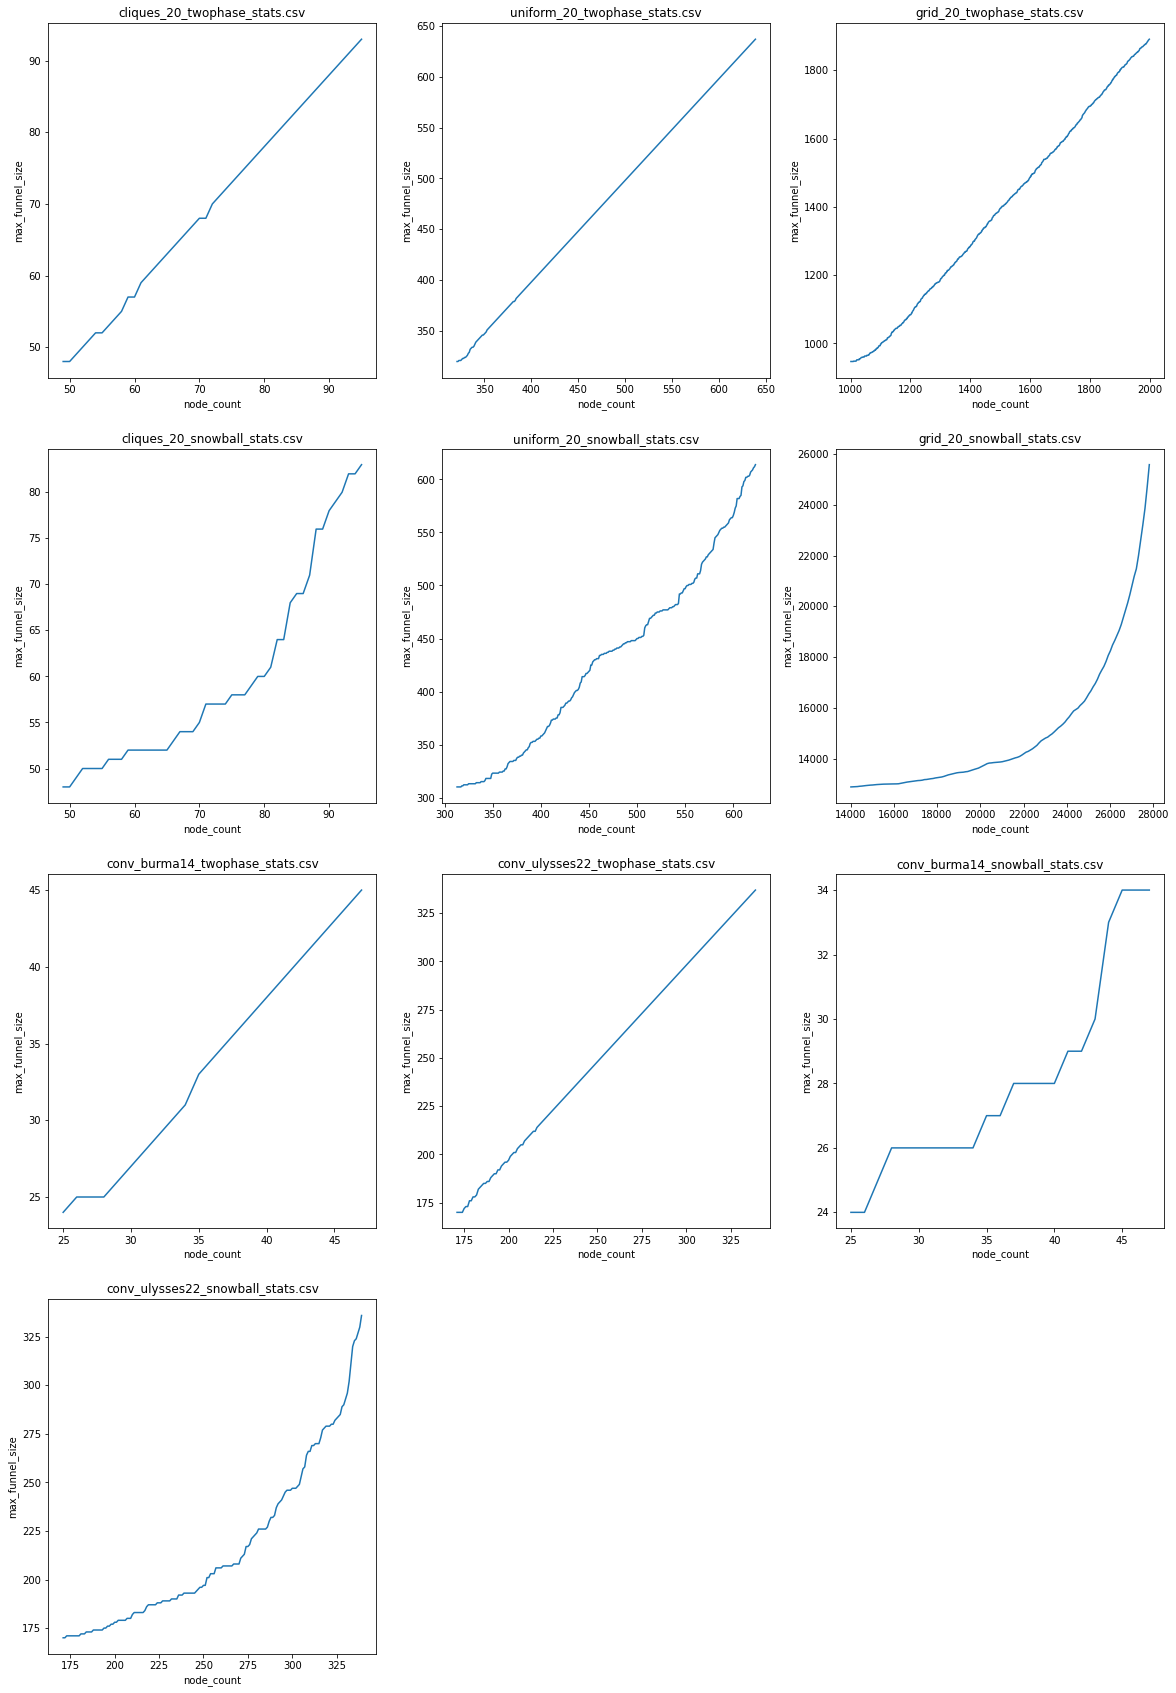 cliques_20_twophase_stats.csv
max_funnel_size
90
80
70
60
50
50 60 70 80 90
node_count
uniform_20_twophase_stats.csv
max_funnel_size
650
600
550
500
450
400
350
350 400 450 500 550 600 650
node_count
grid_20_twophase_stats.csv
max_funnel_size
1800
1600
1400
1200
1000
1000 1200 1400 1600 1800 2000
node_count
cliques_20_snowball_stats.csv
max_funnel_size
80
75
70
65
60
55
50
50 60 70 80 90
node_count
uniform_20_snowball_stats.csv
max_funnel_size
600
550
500
450
400
350
300
300 350 400 450 500 550 600
node_count
grid_20_snowball_stats.csv
max_funnel_size
26000
24000
22000
20000
18000
16000
14000
14000 16000 18000 20000 22000 24000 26000 28000
node_count
conv_burma14_twophase_stats.csv
max_funnel_size
45
40
35
30
25
25 30 35 40 45
node_count
conv_ulysses22_twophase_stats.csv
max_funnel_size
325
300
275
250
225
200
175
175 200 225 250 275 300 325
node_count
conv_burma14_snowball_stats.csv
max_funnel_size
34
32
30
28
26
24
25 30 35 40 45
node_count
conv_ulysses22_snowball_stats.csv
max_funnel_size
325
300
275
250
225
200
175
175 200 225 250 275 300 325
node_count